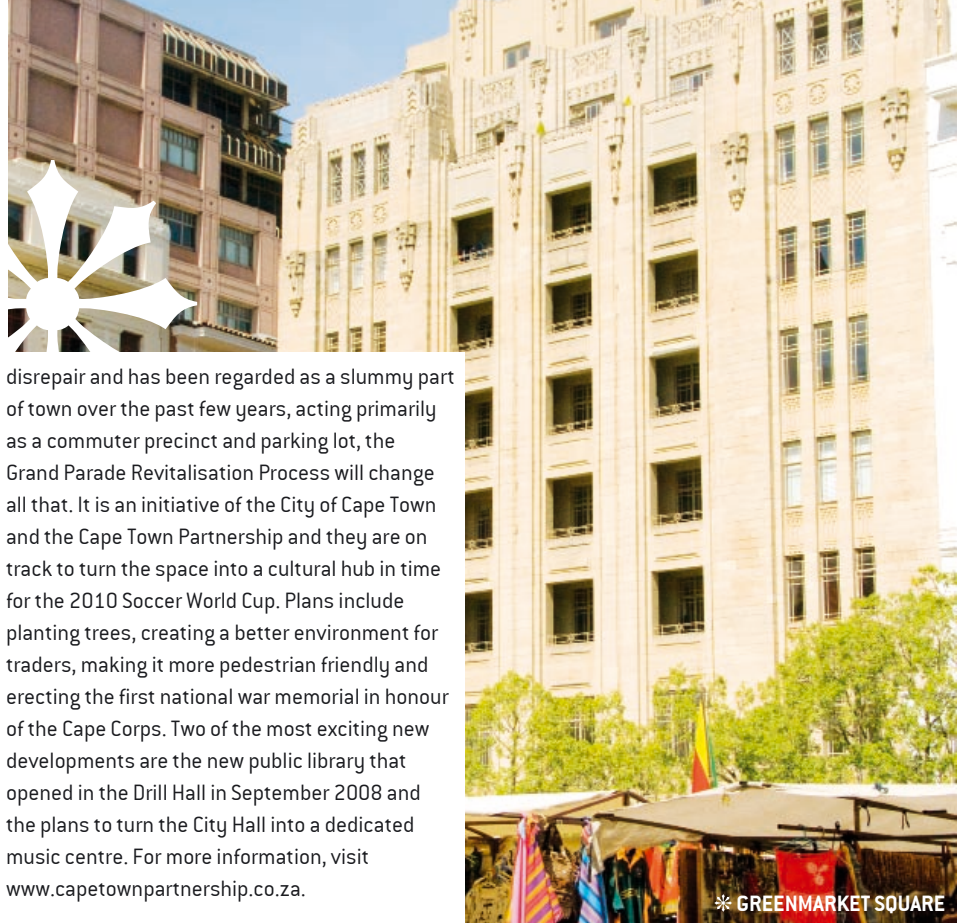 disrepair and has been regarded as a slummy part
of town over the past few years, acting primarily
as a commuter precinct and parking lot, the
Grand Parade Revitalisation Process will change
all that. It is an initiative of the City of Cape Town
and the Cape Town Partnership and they are on
track to turn the space into a cultural hub in time
for the 2010 Soccer World Cup. Plans include
planting trees, creating a better environment for
traders, making it more pedestrian friendly and
erecting the first national war memorial in honour
of the Cape Corps. Two of the most exciting new
developments are the new public library that
opened in the Drill Hall in September 2008 and
the plans to turn the City Hall into a dedicated
music centre. For more information, visit
www.capetownpartnership.co.za.
GREENMARKET SQUARE